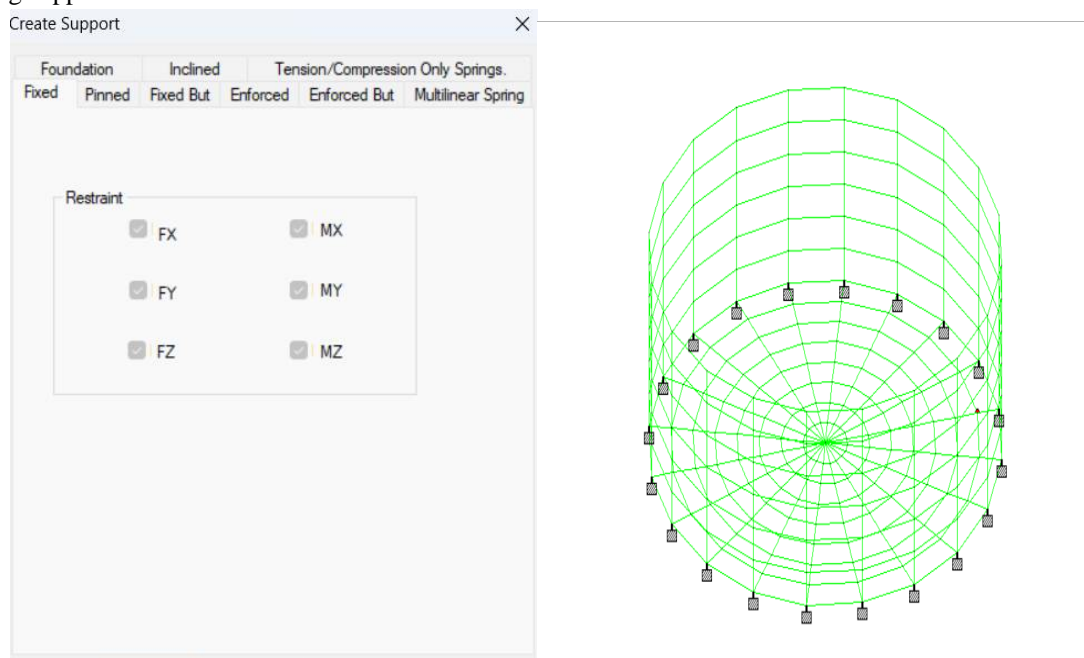 Create Support
Foundation Inclined Tension/Compression Only Springs.
Fixed Pinned Fixed But Enforced Enforced But Multilinear Spring
Restraint
FX MX
FY MY
FZ MZ